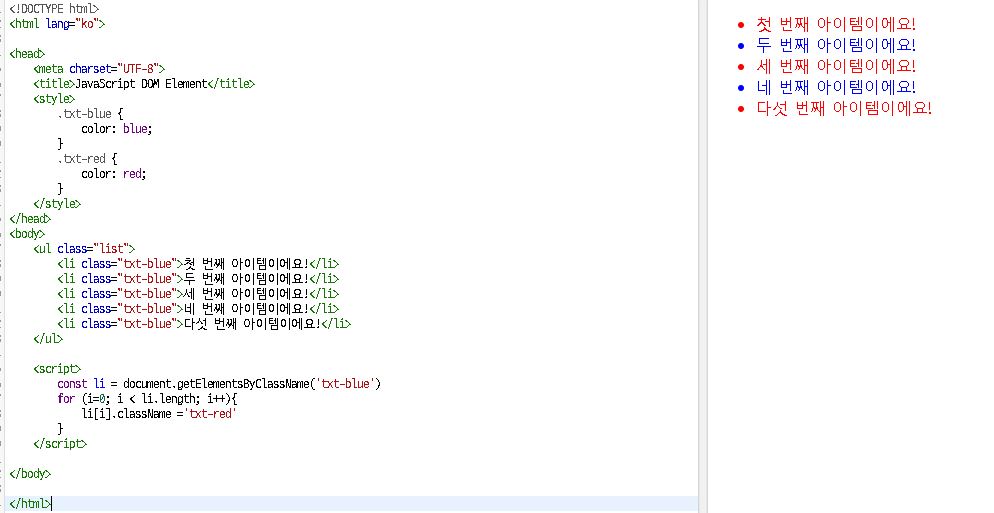 <!DOCTYPE html>
<html lang="ko">
<head>
<meta charset="UTF-8">
<title>JavaScript DOM Element</title>
<style>
.txt-blue {
color: blue;
}
.txt-red {
color: red;
}
</style>
</head>
<body>
<ul class="list">
<li class="txt-blue">첫 번째 아이템이에요!</li>
<li class="txt-blue">두 번째 아이템이에요!</li>
<li class="txt-blue">세 번째 아이템이에요!</li>
<li class="txt-blue">네 번째 아이템이에요!</li>
<li class="txt-blue">다섯 번째 아이템이에요!</li>
</ul>
<script>
const li = document.getElementsByClassName('txt-blue')
for (i=0; i < li.length; i++){
li[i].className ='txt-red'
}
</script>
</body>
</html>
첫 번째 아이템이에요!
두 번째 아이템이에요!
세 번째 아이템이에요!
네 번째 아이템이에요!
다섯 번째 아이템이에요!